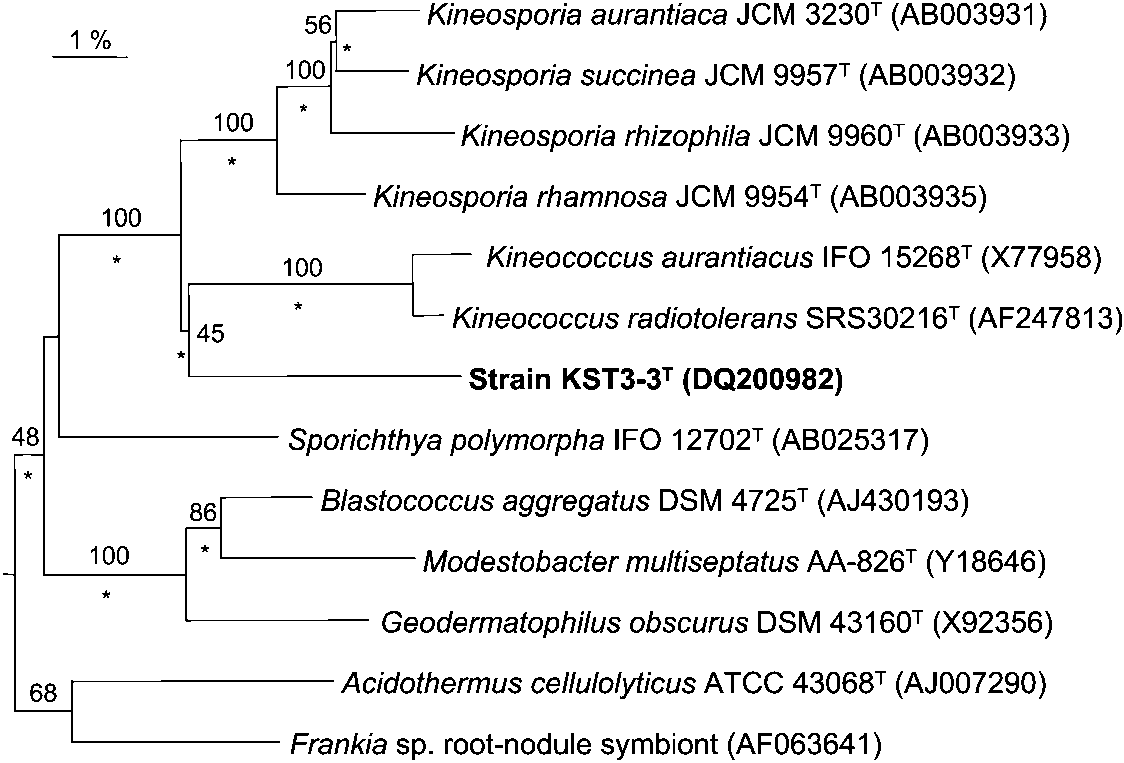 Kineosporia aurantiaca JCM 3230ᵀ (AB003931)
56
*
1 %
Kineosporia succinea JCM 9957ᵀ (AB003932)
100
*
Kineosporia rhizophila JCM 9960ᵀ (AB003933)
100
*
Kineosporia rhamnosa JCM 9954ᵀ (AB003935)
100
*
Kineococcus aurantiacus IFO 15268ᵀ (X77958)
100
*
Kineococcus radiotolerans SRS30216ᵀ (AF247813)
45
*
Strain KST3-3ᵀ (DQ200982)
48
*
Sporichthya polymorpha IFO 12702ᵀ (AB025317)
Blastococcus aggregatus DSM 4725ᵀ (AJ430193)
86
*
100
*
Modestobacter multiseptatus AA-826ᵀ (Y18646)
Geodermatophilus obscurus DSM 43160ᵀ (X92356)
68
Acidothermus cellulolyticus ATCC 43068ᵀ (AJ007290)
Frankia sp. root-nodule symbiont (AF063641)